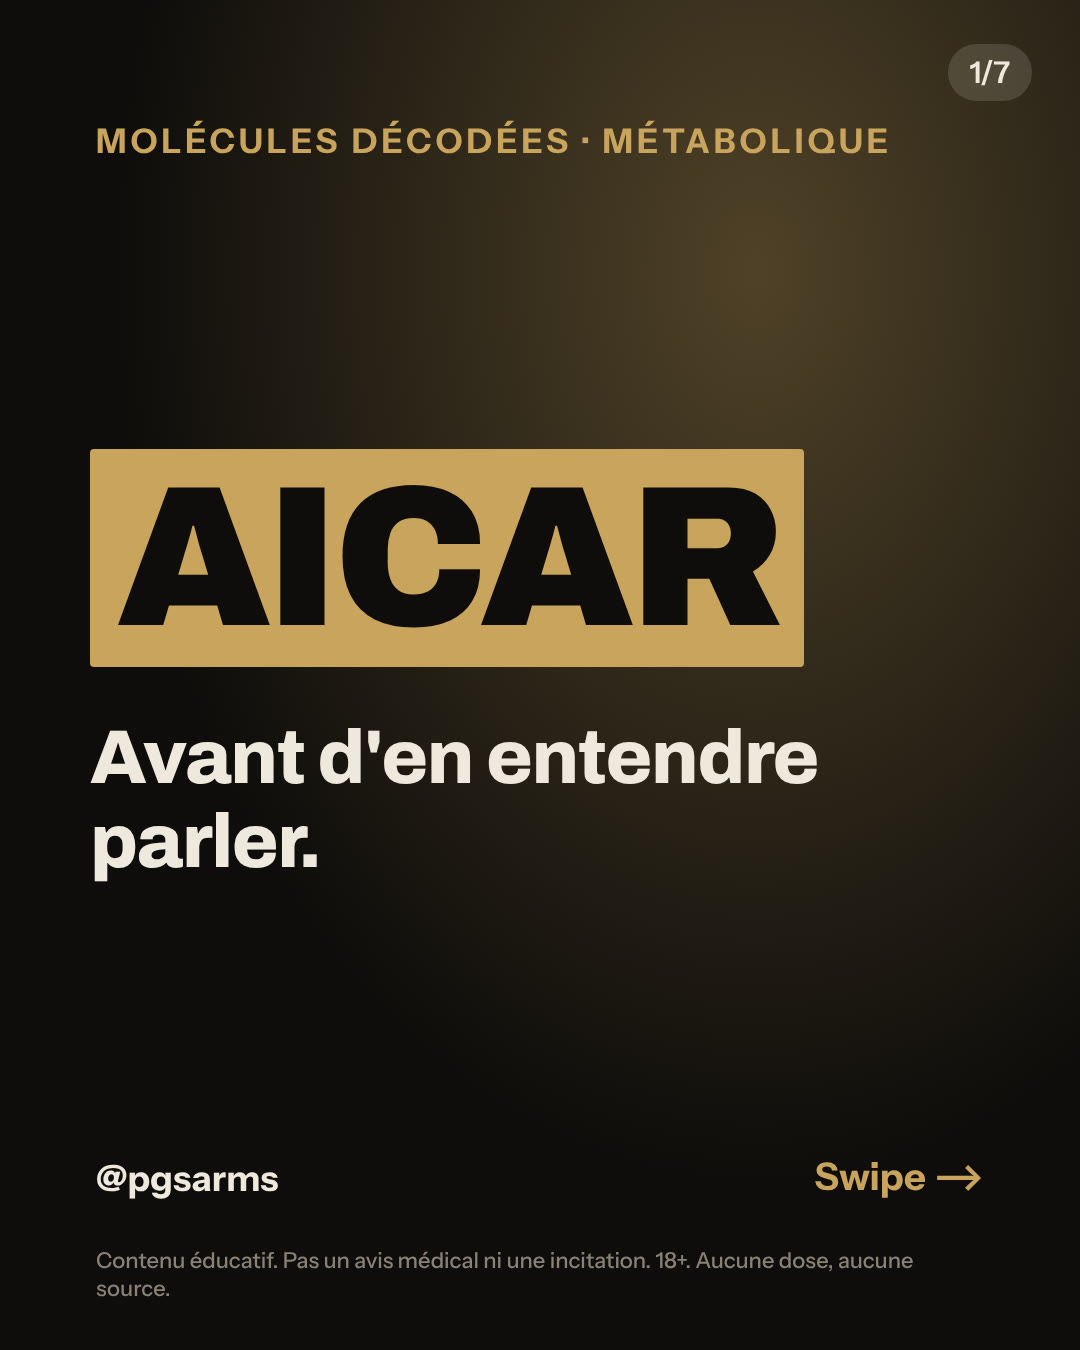 1/7
MOLÉCULES DÉCODÉES · MÉTABOLIQUE
AICAR
Avant d'en entendre
parler.
@pgsarms
Swipe →
Contenu éducatif. Pas un avis médical ni une incitation. 18+. Aucune dose, aucune
source.